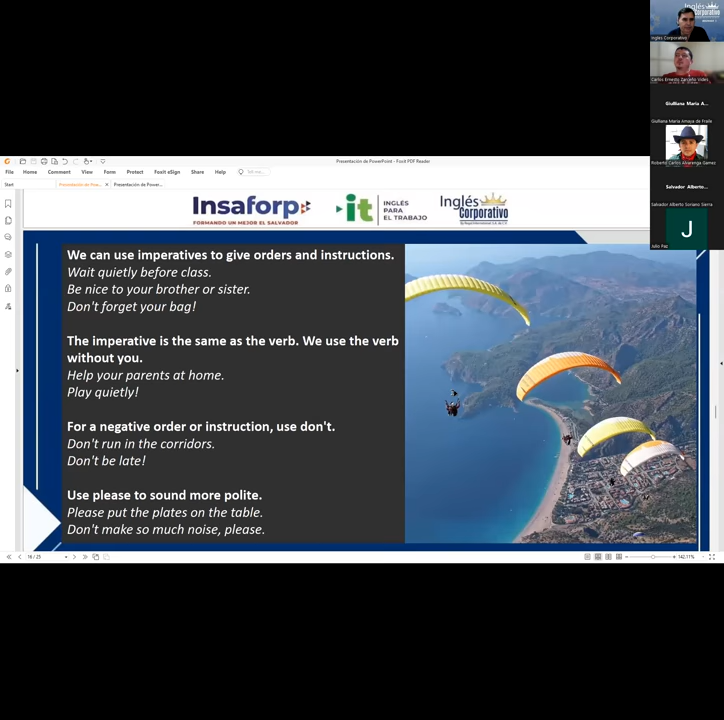 Inglés
Corporativo
Inglés Corporativo
Carlos Ernesto Zarceño Vides
Giulliana Maria A...
Giulliana Maria Amaya de Fraile
Roberto Carlos Alvarenga Gamez
Salvador Alberto...
Salvador Alberto Soriano Sierra
J
Julio Paz
Presentación de PowerPoint - Foxit PDF Reader
File Home Comment View Form Protect Foxit eSign Share Help Tell me...
Start Presentación de Pow... Presentación de Power...
Insaforp
FORMANDO UN MEJOR EL SALVADOR
it
INGLÉS
PARA
EL TRABAJO
Inglés
Corporativo
We can use imperatives to give orders and instructions.
Wait quietly before class.
Be nice to your brother or sister.
Don't forget your bag!
The imperative is the same as the verb. We use the verb
without you.
Help your parents at home.
Play quietly!
For a negative order or instruction, use don't.
Don't run in the corridors.
Don't be late!
Use please to sound more polite.
Please put the plates on the table.
Don't make so much noise, please.
16 / 25
142.11%